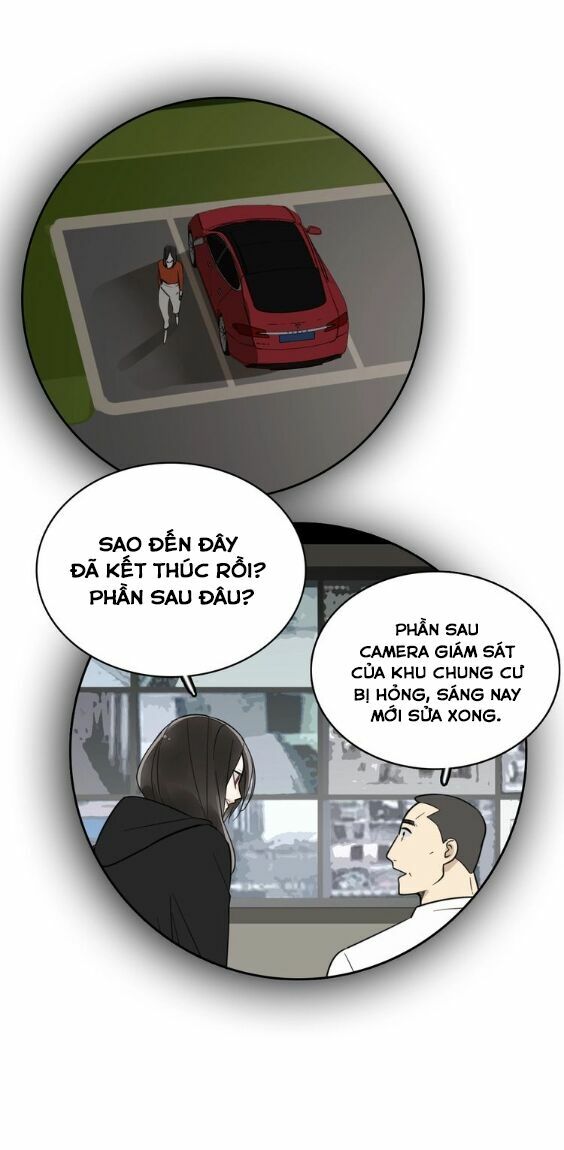 SAO ĐẾN ĐÂY
ĐÃ KẾT THÚC RỒI?
PHẦN SAU ĐÂU?
PHẦN SAU
CAMERA GIÁM SÁT
CỦA KHU CHUNG CƯ
BỊ HỎNG, SÁNG NAY
MỚI SỬA XONG.